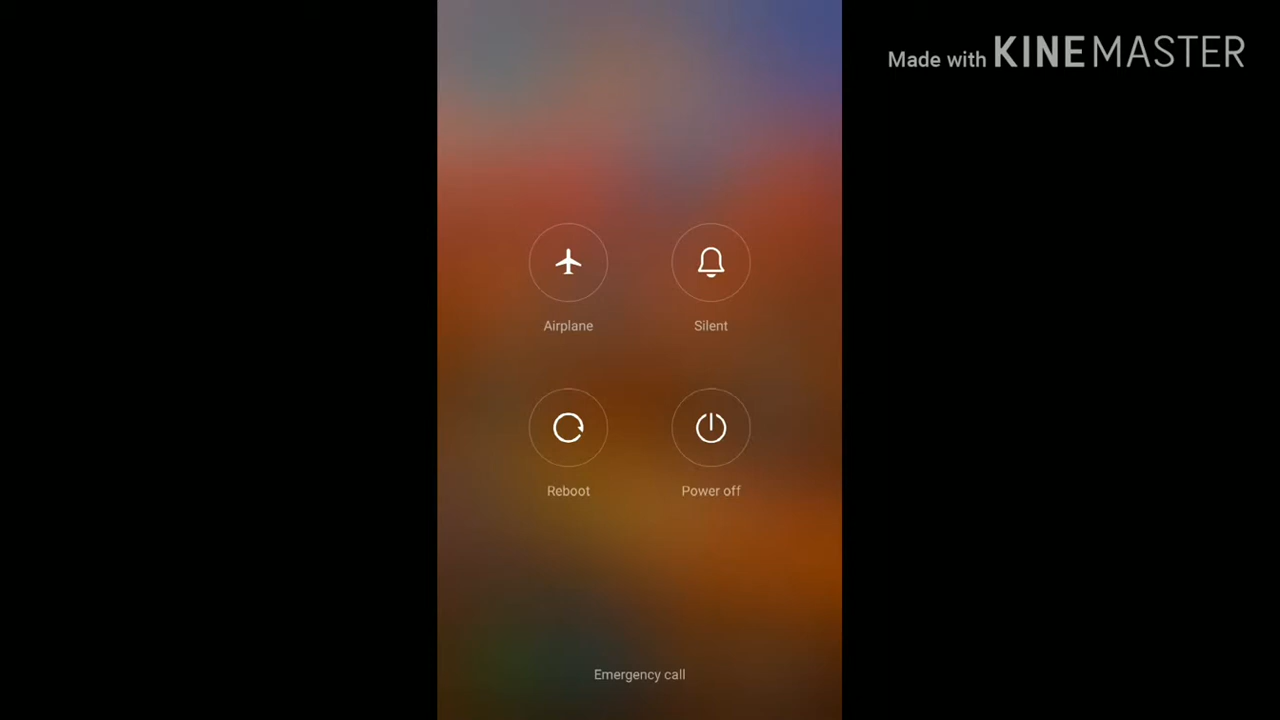 Made with KINEMASTER
Airplane
Silent
Reboot
Power off
Emergency call